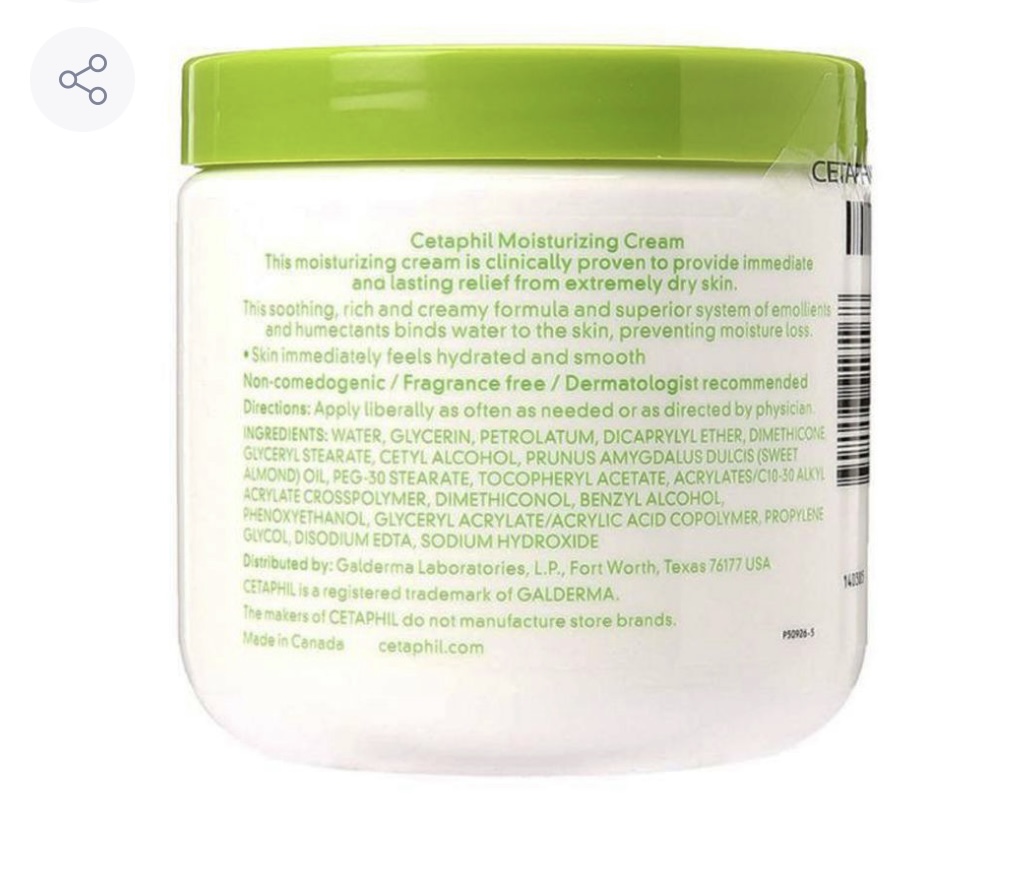 Cetaphil Moisturizing Cream
This moisturizing cream is clinically proven to provide immediate
and lasting relief from extremely dry skin.
This soothing, rich and creamy formula and superior system of emollients
and humectants binds water to the skin, preventing moisture loss.
• Skin immediately feels hydrated and smooth
Non-comedogenic / Fragrance free / Dermatologist recommended
Directions: Apply liberally as often as needed or as directed by physician.
INGREDIENTS: WATER, GLYCERIN, PETROLATUM, DICAPRYLYL ETHER, DIMETHICONE,
GLYCERYL STEARATE, CETYL ALCOHOL, PRUNUS AMYGDALUS DULCIS (SWEET
ALMOND) OIL, PEG-30 STEARATE, TOCOPHERYL ACETATE, ACRYLATES/C10-30 ALKYL
ACRYLATE CROSSPOLYMER, DIMETHICONOL, BENZYL ALCOHOL,
PHENOXYETHANOL, GLYCERYL ACRYLATE/ACRYLIC ACID COPOLYMER, PROPYLENE
GLYCOL, DISODIUM EDTA, SODIUM HYDROXIDE
Distributed by: Galderma Laboratories, L.P., Fort Worth, Texas 76177 USA
CETAPHIL is a registered trademark of GALDERMA.
The makers of CETAPHIL do not manufacture store brands.
Made in Canada cetaphil.com
P50926-5